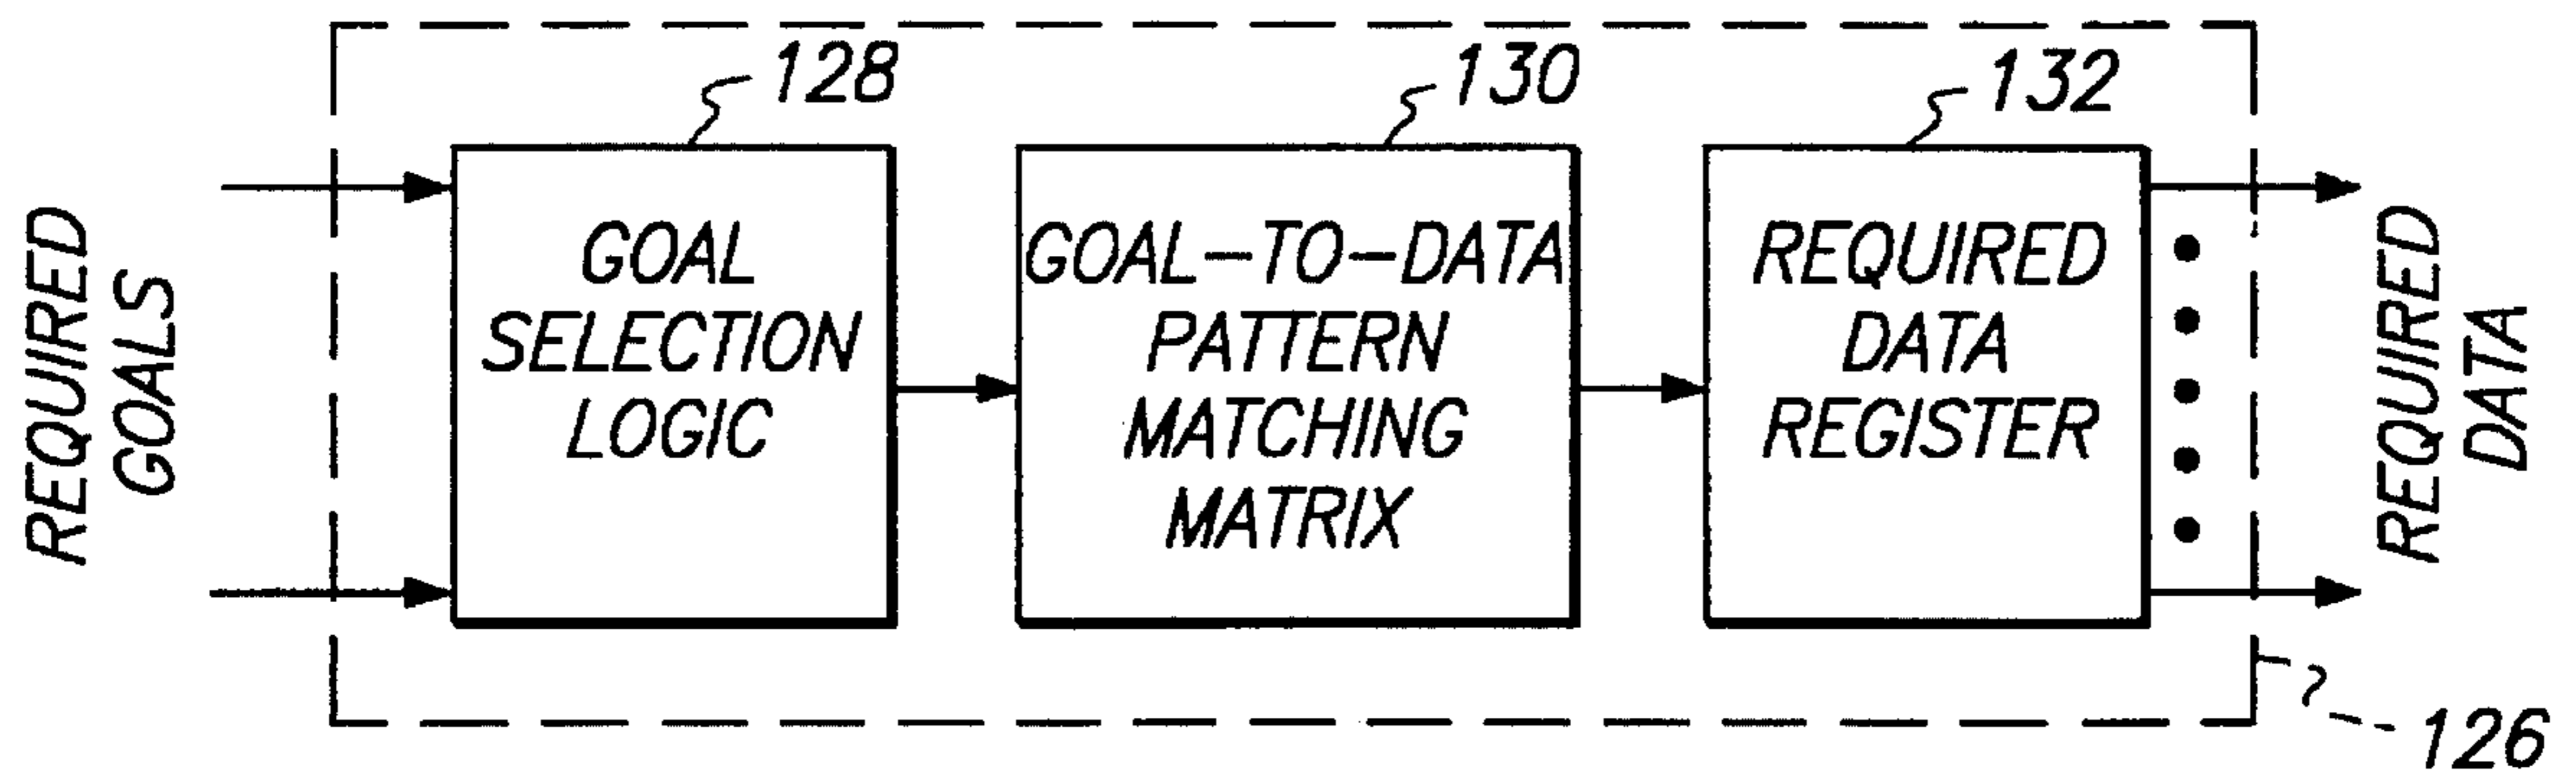 128
130
132
REQUIRED
GOALS
GOAL
SELECTION
LOGIC
GOAL-TO-DATA
PATTERN
MATCHING
MATRIX
REQUIRED
DATA
REGISTER
REQUIRED
DATA
126